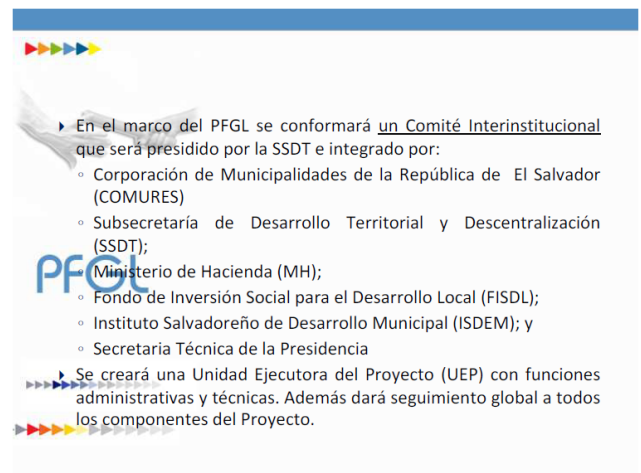 En el marco del PFGL se conformará un Comité Interinstitucional
que será presidido por la SSDT e integrado por:
Corporación de Municipalidades de la República de El Salvador
(COMURES)
Subsecretaría de Desarrollo Territorial y Descentralización
(SSDT);
Ministerio de Hacienda (MH);
Fondo de Inversión Social para el Desarrollo Local (FISDL);
Instituto Salvadoreño de Desarrollo Municipal (ISDEM); y
Secretaria Técnica de la Presidencia
Se creará una Unidad Ejecutora del Proyecto (UEP) con funciones
administrativas y técnicas. Además dará seguimiento global a todos
los componentes del Proyecto.
PFGL